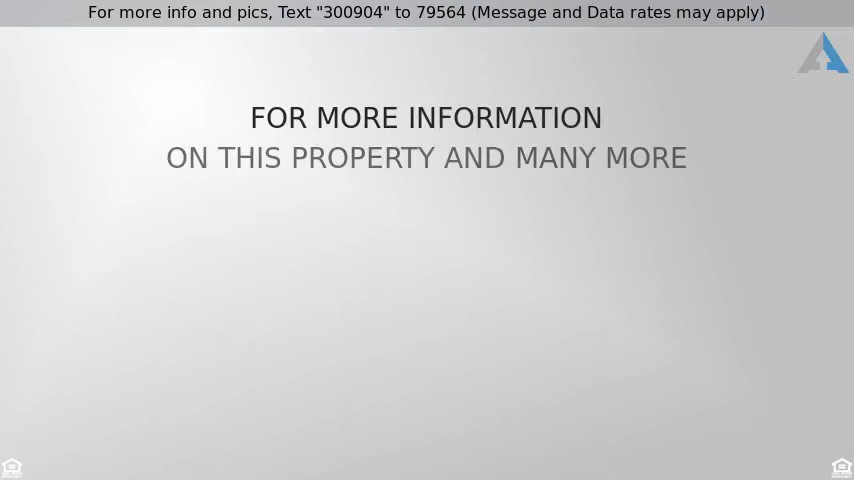 For more info and pics, Text "300904" to 79564 (Message and Data rates may apply)
FOR MORE INFORMATION
ON THIS PROPERTY AND MANY MORE